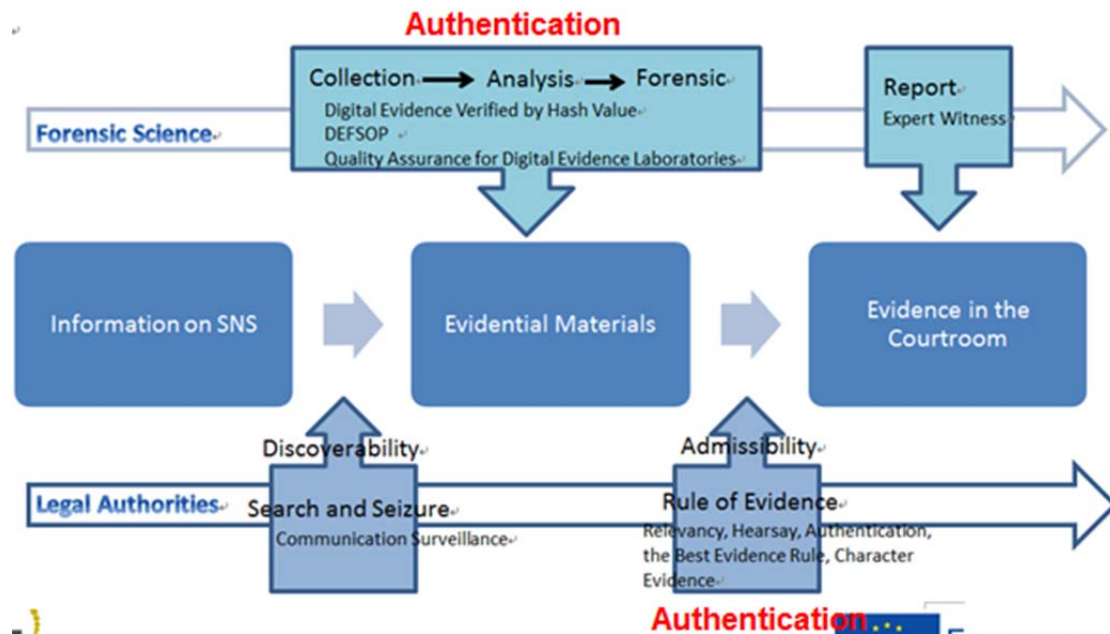 Authentication
Collection → Analysis → Forensic
Digital Evidence Verified by Hash Value
DEFSOP
Quality Assurance for Digital Evidence Laboratories
Report
Expert Witness
Forensic Science
Information on SNS
Evidential Materials
Evidence in the
Courtroom
Discoverability
Admissibility
Legal Authorities
Search and Seizure
Communication Surveillance
Rule of Evidence
Relevancy, Hearsay, Authentication,
the Best Evidence Rule, Character
Evidence
Authentication